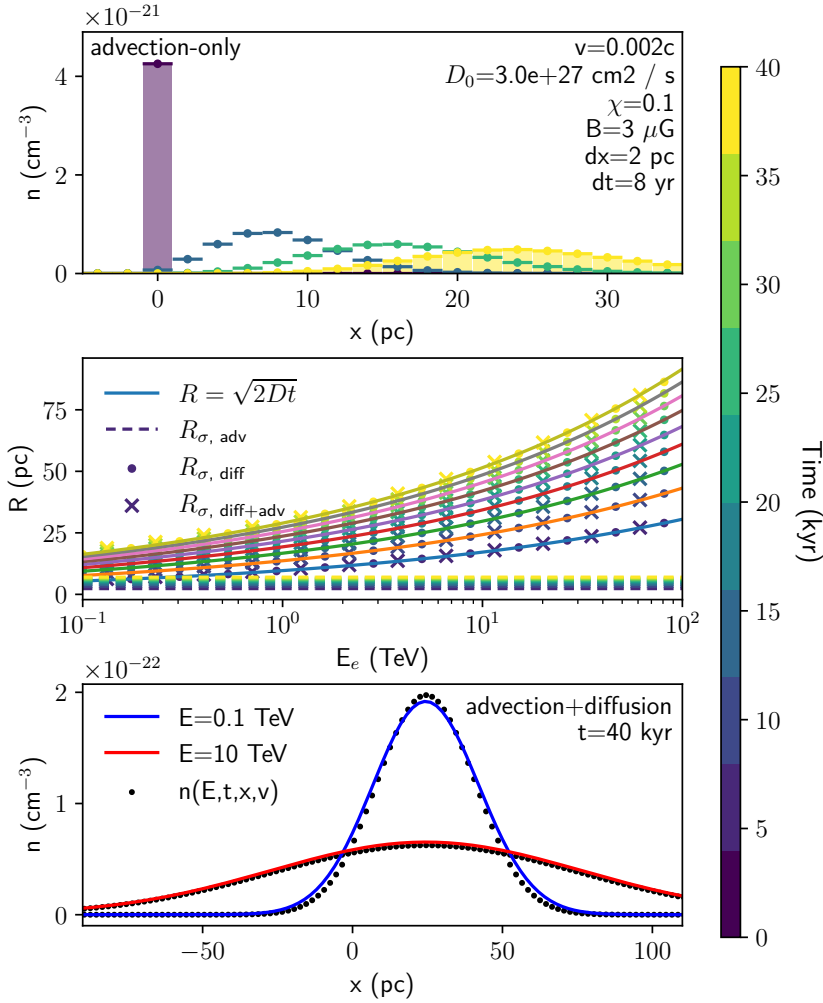 ×10⁻²¹
advection-only
v=0.002c
D₀=3.0e+27 cm2 / s
χ=0.1
B=3 μG
dx=2 pc
dt=8 yr
n (cm⁻³)
4
2
0
0 10 20 30
x (pc)
R = √2Dt
R_σ, adv
R_σ, diff
R_σ, diff+adv
R (pc)
75
50
25
0
10⁻¹ 10⁰ 10¹ 10²
E_e (TeV)
×10⁻²²
E=0.1 TeV
E=10 TeV
n(E,t,x,v)
advection+diffusion
t=40 kyr
n (cm⁻³)
2
1
0
−50 0 50 100
x (pc)
40
35
30
25
20
15
10
5
0
Time (kyr)